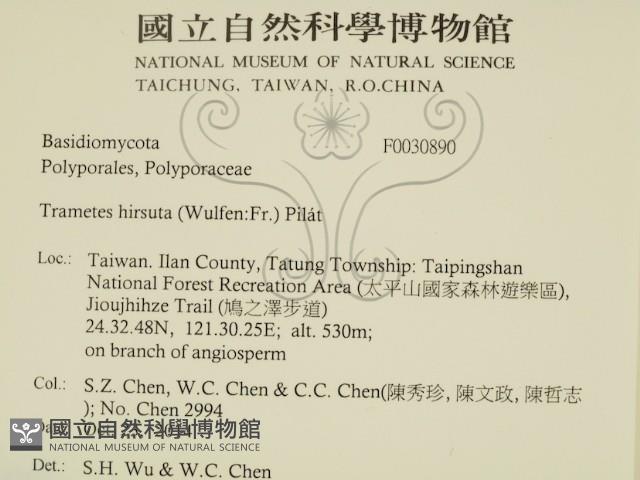 國立自然科學博物館
NATIONAL MUSEUM OF NATURAL SCIENCE
TAICHUNG, TAIWAN, R.O.CHINA
Basidiomycota F0030890
Polyporales, Polyporaceae
Trametes hirsuta (Wulfen:Fr.) Pilát
Loc.: Taiwan. Ilan County, Tatung Township: Taipingshan
National Forest Recreation Area (太平山國家森林遊樂區),
Jioujhihze Trail (鳩之澤步道)
24.32.48N, 121.30.25E; alt. 530m;
on branch of angiosperm
Col.: S.Z. Chen, W.C. Chen & C.C. Chen(陳秀珍, 陳文政, 陳哲志
); No. Chen 2994
國立自然科學博物館
NATIONAL MUSEUM OF NATURAL SCIENCE
Det.: S.H. Wu & W.C. Chen